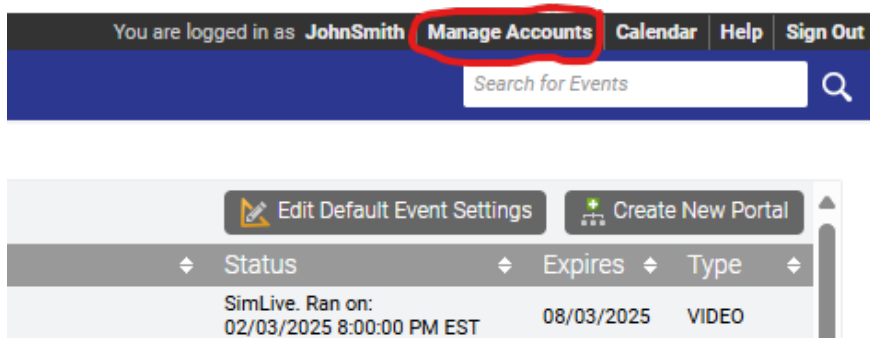 You are logged in as JohnSmith Manage Accounts Calendar Help Sign Out
Search for Events
Edit Default Event Settings Create New Portal
Status Expires Type
SimLive. Ran on:
02/03/2025 8:00:00 PM EST 08/03/2025 VIDEO